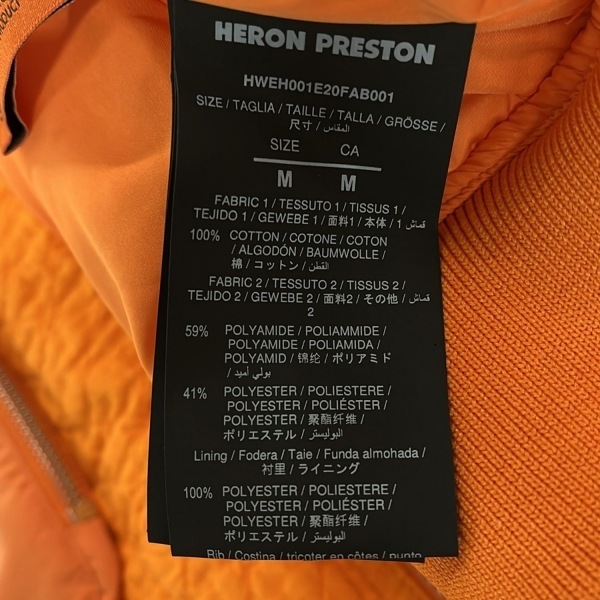 HERON PRESTON
HWEH001E20FAB001
SIZE / TAGLIA / TAILLE / TALLA / GRÖSSE /
尺寸 / المقاس /
SIZE CA
M M
FABRIC 1 / TESSUTO 1 / TISSUS 1 /
TEJIDO 1 / GEWEBE 1 / 面料1 / 本体 / قماش 1
100% COTTON / COTONE / COTON
/ ALGODÓN / BAUMWOLLE /
棉 / コットン / القطن /
FABRIC 2 / TESSUTO 2 / TISSUS 2 /
TEJIDO 2 / GEWEBE 2 / 面料2 / その他 / قماش
2
59% POLYAMIDE / POLIAMMIDE /
POLYAMIDE / POLIAMIDA /
POLYAMID / 锦纶 / ポリアミド
/ بولي أميد /
41% POLYESTER / POLIESTERE /
POLYESTER / POLIÉSTER /
POLYESTER / 聚酯纤维 /
ポリエステル / البوليستر /
Lining / Fodera / Taie / Funda almohada /
衬里 / ライニング
100% POLYESTER / POLIESTERE /
POLYESTER / POLIÉSTER /
POLYESTER / 聚酯纤维 /
ポリエステル / البوليستر /
Rib / Costina / tricoter en côtes / punto